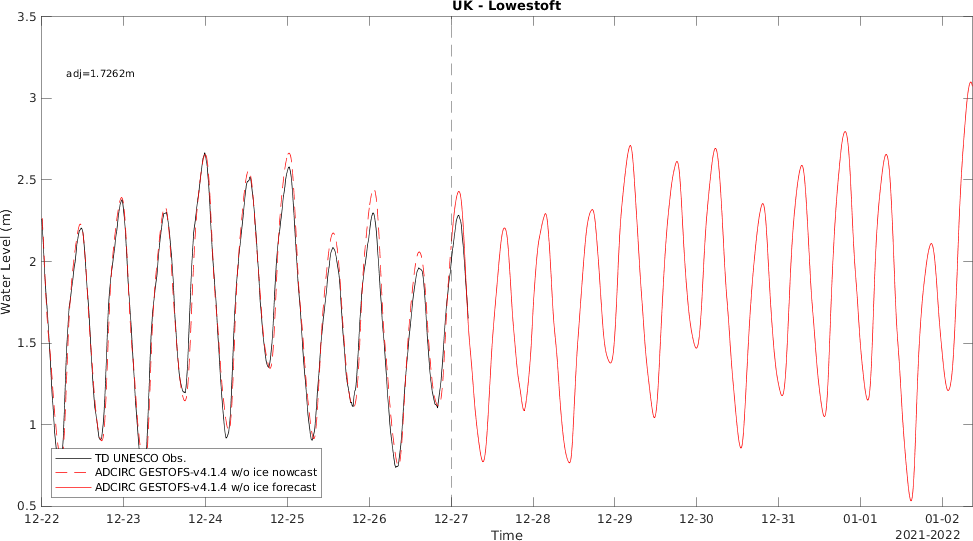 UK - Lowestoft
3.5
3
2.5
2
1.5
1
0.5
Water Level (m)
adj=1.7262m
TD UNESCO Obs.
ADCIRC GESTOFS-v4.1.4 w/o ice nowcast
ADCIRC GESTOFS-v4.1.4 w/o ice forecast
12-22 12-23 12-24 12-25 12-26 12-27 12-28 12-29 12-30 12-31 01-01 01-02
Time
2021-2022